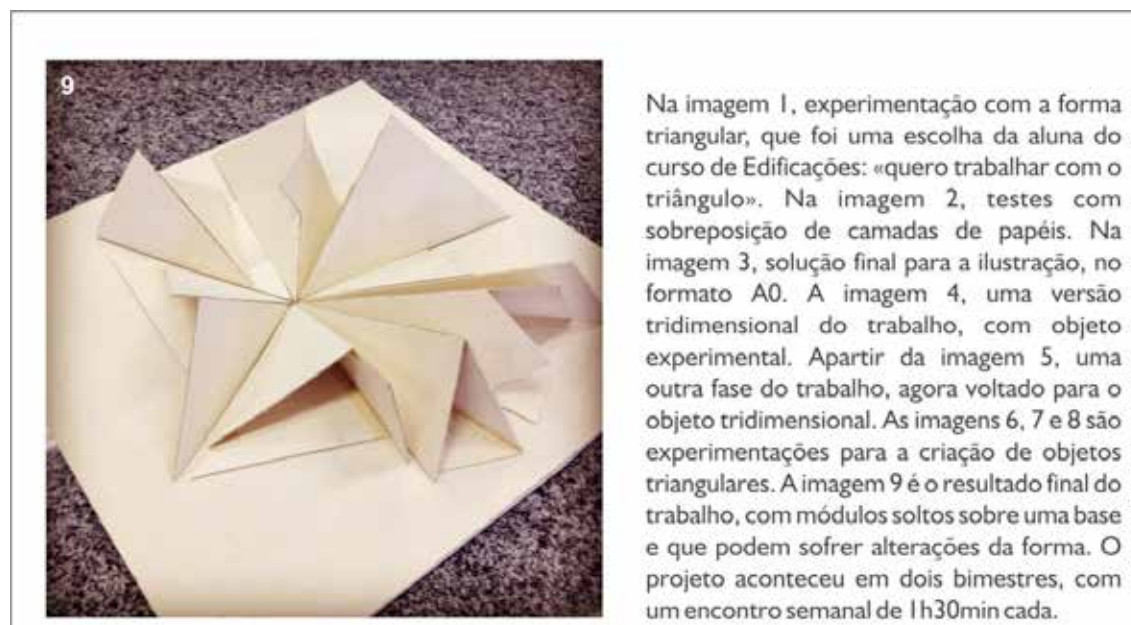 9
Na imagem 1, experimentação com a forma
triangular, que foi uma escolha da aluna do
curso de Edificações: «quero trabalhar com o
triângulo». Na imagem 2, testes com
sobreposição de camadas de papéis. Na
imagem 3, solução final para a ilustração, no
formato A0. A imagem 4, uma versão
tridimensional do trabalho, com objeto
experimental. Apartir da imagem 5, uma
outra fase do trabalho, agora voltado para o
objeto tridimensional. As imagens 6, 7 e 8 são
experimentações para a criação de objetos
triangulares. A imagem 9 é o resultado final do
trabalho, com módulos soltos sobre uma base
e que podem sofrer alterações da forma. O
projeto aconteceu em dois bimestres, com
um encontro semanal de 1h30min cada.